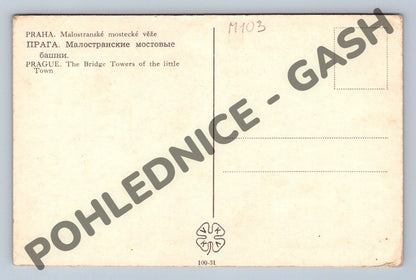 M103
PRAHA. Malostranské mostecké věže
ПРАГА. Малостранские мостовые
башни.
PRAGUE. The Bridge Towers of the little
Town
POHLEDNICE - GASH
100-31